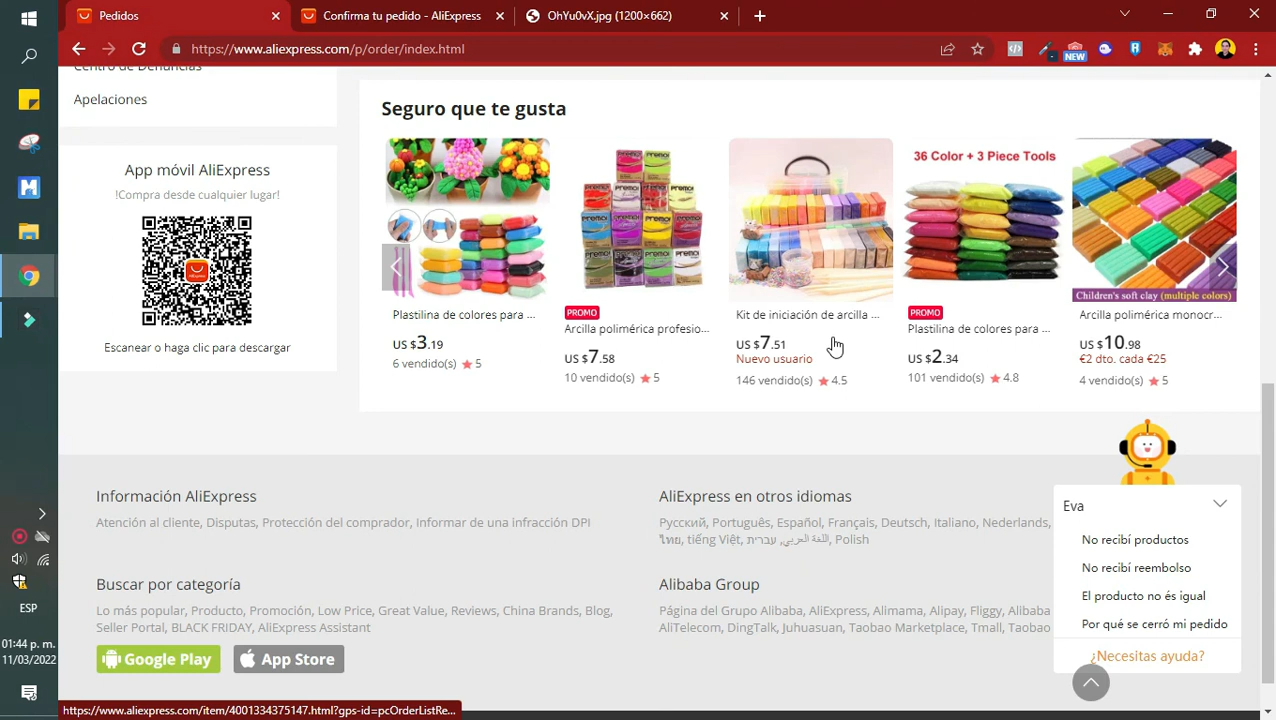 Pedidos
Confirma tu pedido - AliExpress
OhYu0vX.jpg (1200×662)
https://www.aliexpress.com/p/order/index.html
NEW
Centro de Denuncias
Apelaciones
App móvil AliExpress
!Compra desde cualquier lugar!
Escanear o haga clic para descargar
Seguro que te gusta
Plastilina de colores para ...
US $3.19
6 vendido(s) 5
PREMO!
PROMO
Arcilla polimérica profesio...
US $7.58
10 vendido(s) 5
Kit de iniciación de arcilla ...
US $7.51
Nuevo usuario
146 vendido(s) 4.5
36 Color + 3 Piece Tools
PROMO
Plastilina de colores para ...
US $2.34
101 vendido(s) 4.8
Children's soft clay (multiple colors)
Arcilla polimérica monocr...
US $10.98
€2 dto. cada €25
4 vendido(s) 5
Información AliExpress
Atención al cliente, Disputas, Protección del comprador, Informar de una infracción DPI
AliExpress en otros idiomas
Pусский, Português, Español, Français, Deutsch, Italiano, Nederlands,
ไทย, tiếng Việt, اللغة العربية, עברית, Polish
Buscar por categoría
Lo más popular, Producto, Promoción, Low Price, Great Value, Reviews, China Brands, Blog,
Seller Portal, BLACK FRIDAY, AliExpress Assistant
Alibaba Group
Página del Grupo Alibaba, AliExpress, Alimama, Alipay, Fliggy, Alibaba
AliTelecom, DingTalk, Juhuasuan, Taobao Marketplace, Tmall, Taobao
Google Play
App Store
Eva
No recibí productos
No recibí reembolso
El producto no és igual
Por qué se cerró mi pedido
¿Necesitas ayuda?
ESP
01:44 p. m.
11/03/2022
https://www.aliexpress.com/item/4001334375147.html?gps-id=pcOrderListRe...